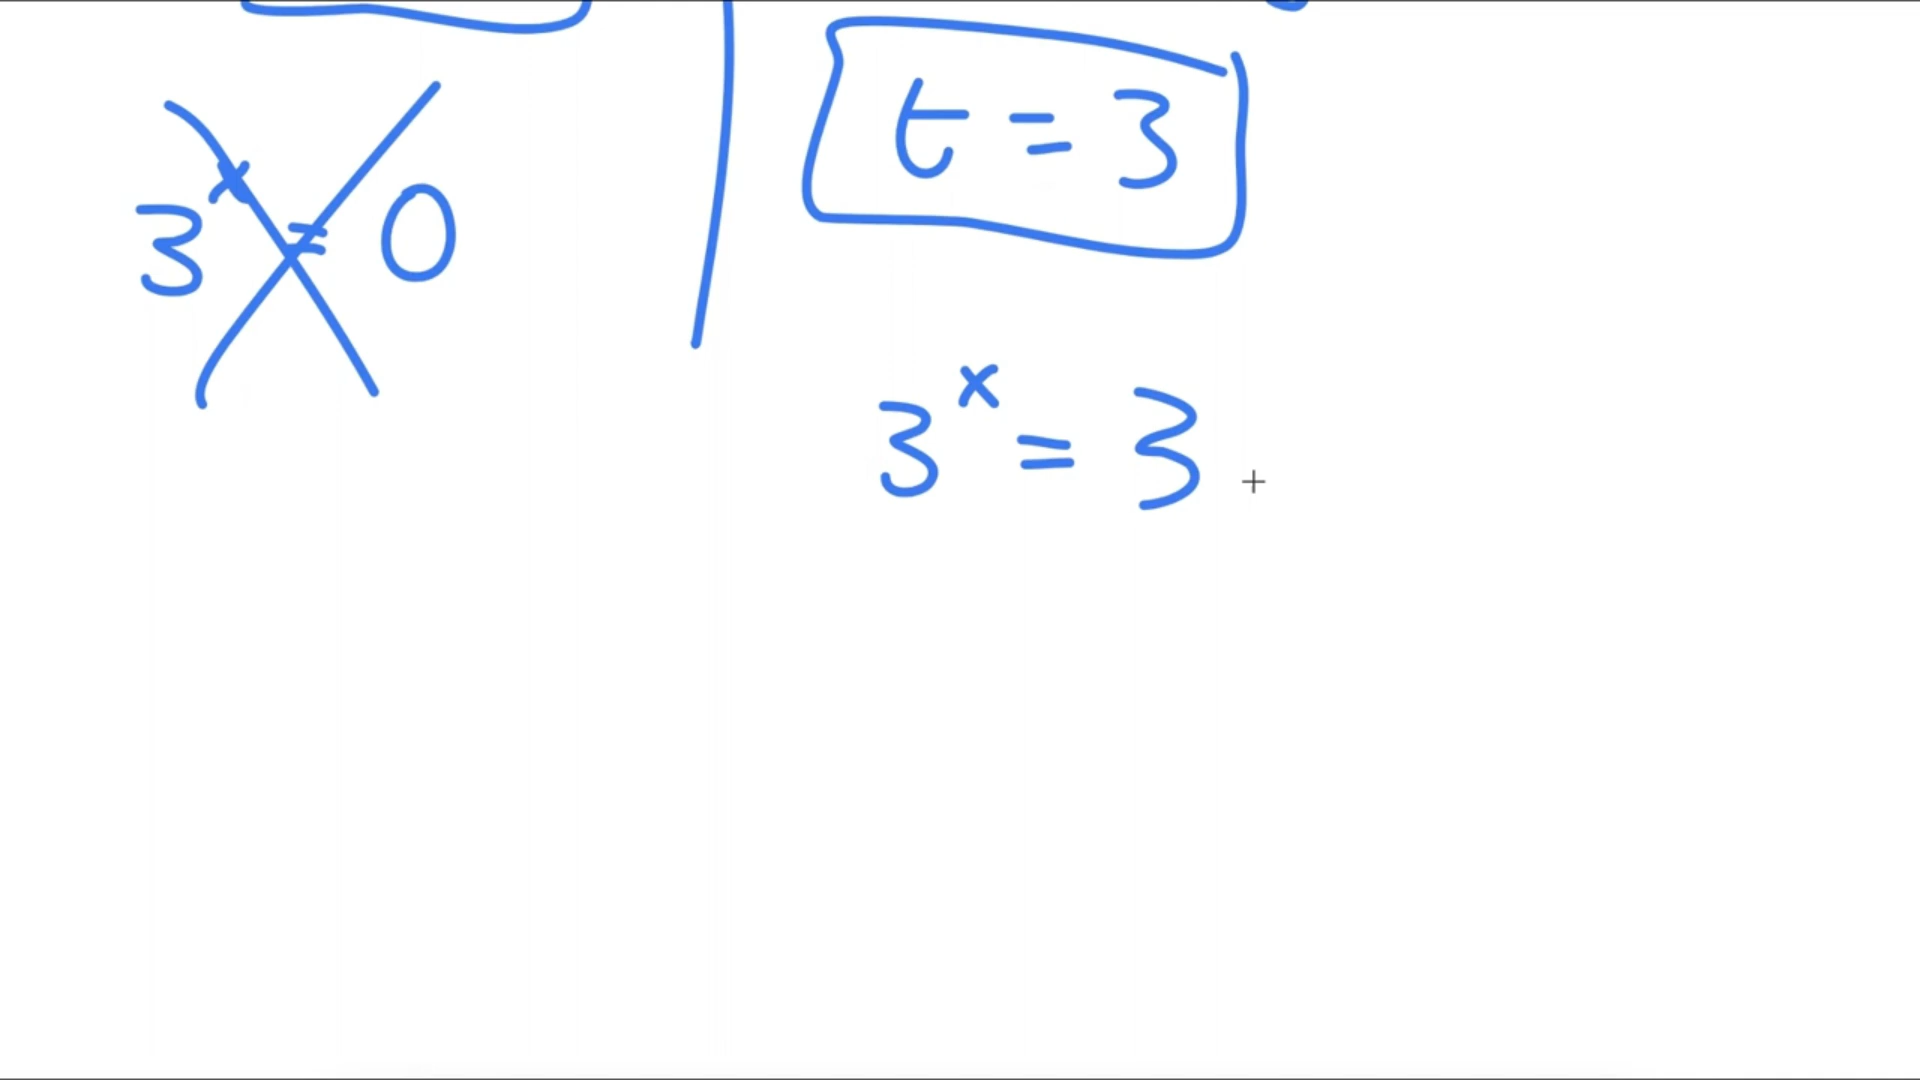 3^x = 0
t = 3
3^x = 3